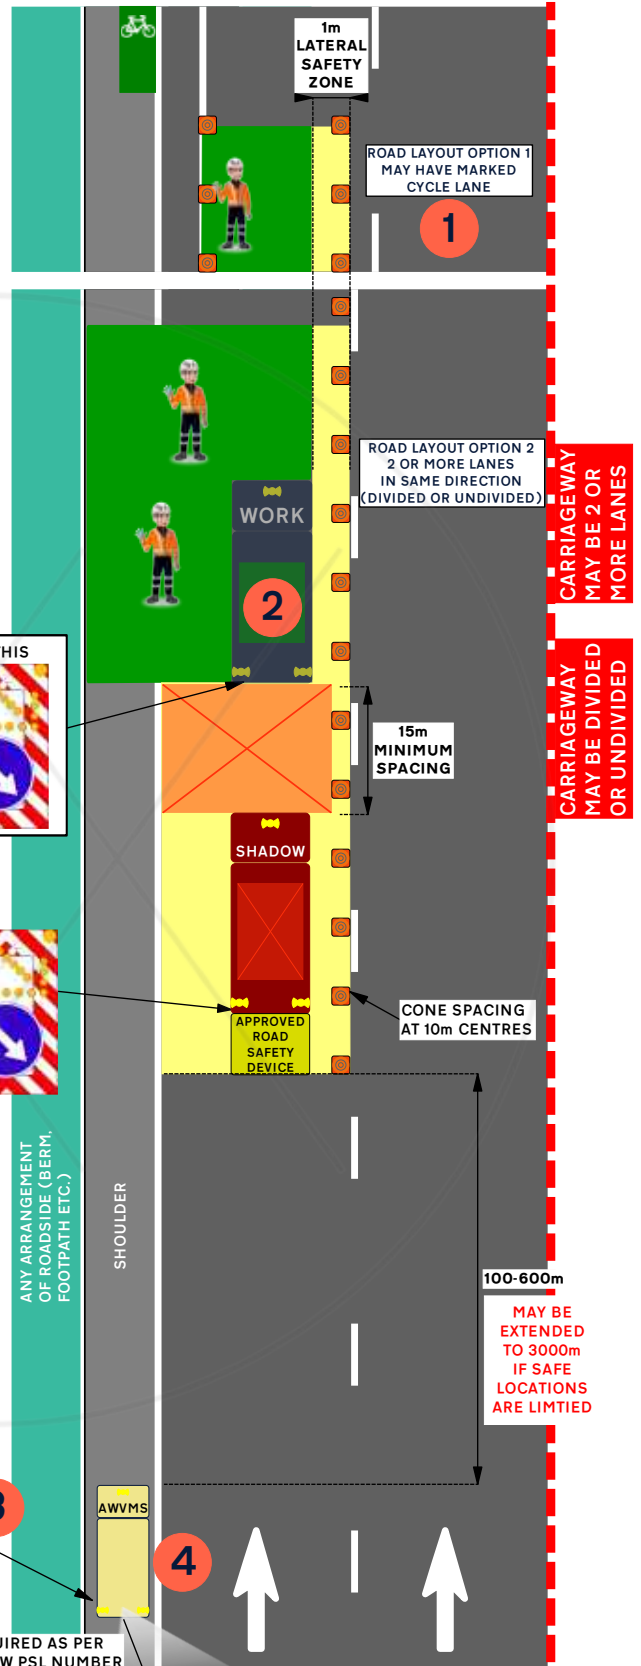 1m
LATERAL
SAFETY
ZONE
ROAD LAYOUT OPTION 1
MAY HAVE MARKED
CYCLE LANE
1
ROAD LAYOUT OPTION 2
2 OR MORE LANES
IN SAME DIRECTION
(DIVIDED OR UNDIVIDED)
CARRIAGEWAY
MAY BE 2 OR
MORE LANES
WORK
2
THIS
CARRIAGEWAY
MAY BE DIVIDED
OR UNDIVIDED
15m
MINIMUM
SPACING
SHADOW
APPROVED
ROAD
SAFETY
DEVICE
CONE SPACING
AT 10m CENTRES
ANY ARRANGEMENT
OF ROADSIDE (BERM,
FOOTPATH ETC.)
SHOULDER
100-600m
MAY BE
EXTENDED
TO 3000m
IF SAFE
LOCATIONS
ARE LIMTIED
3
AWVMS
4
UIRED AS PER
W PSL NUMBER